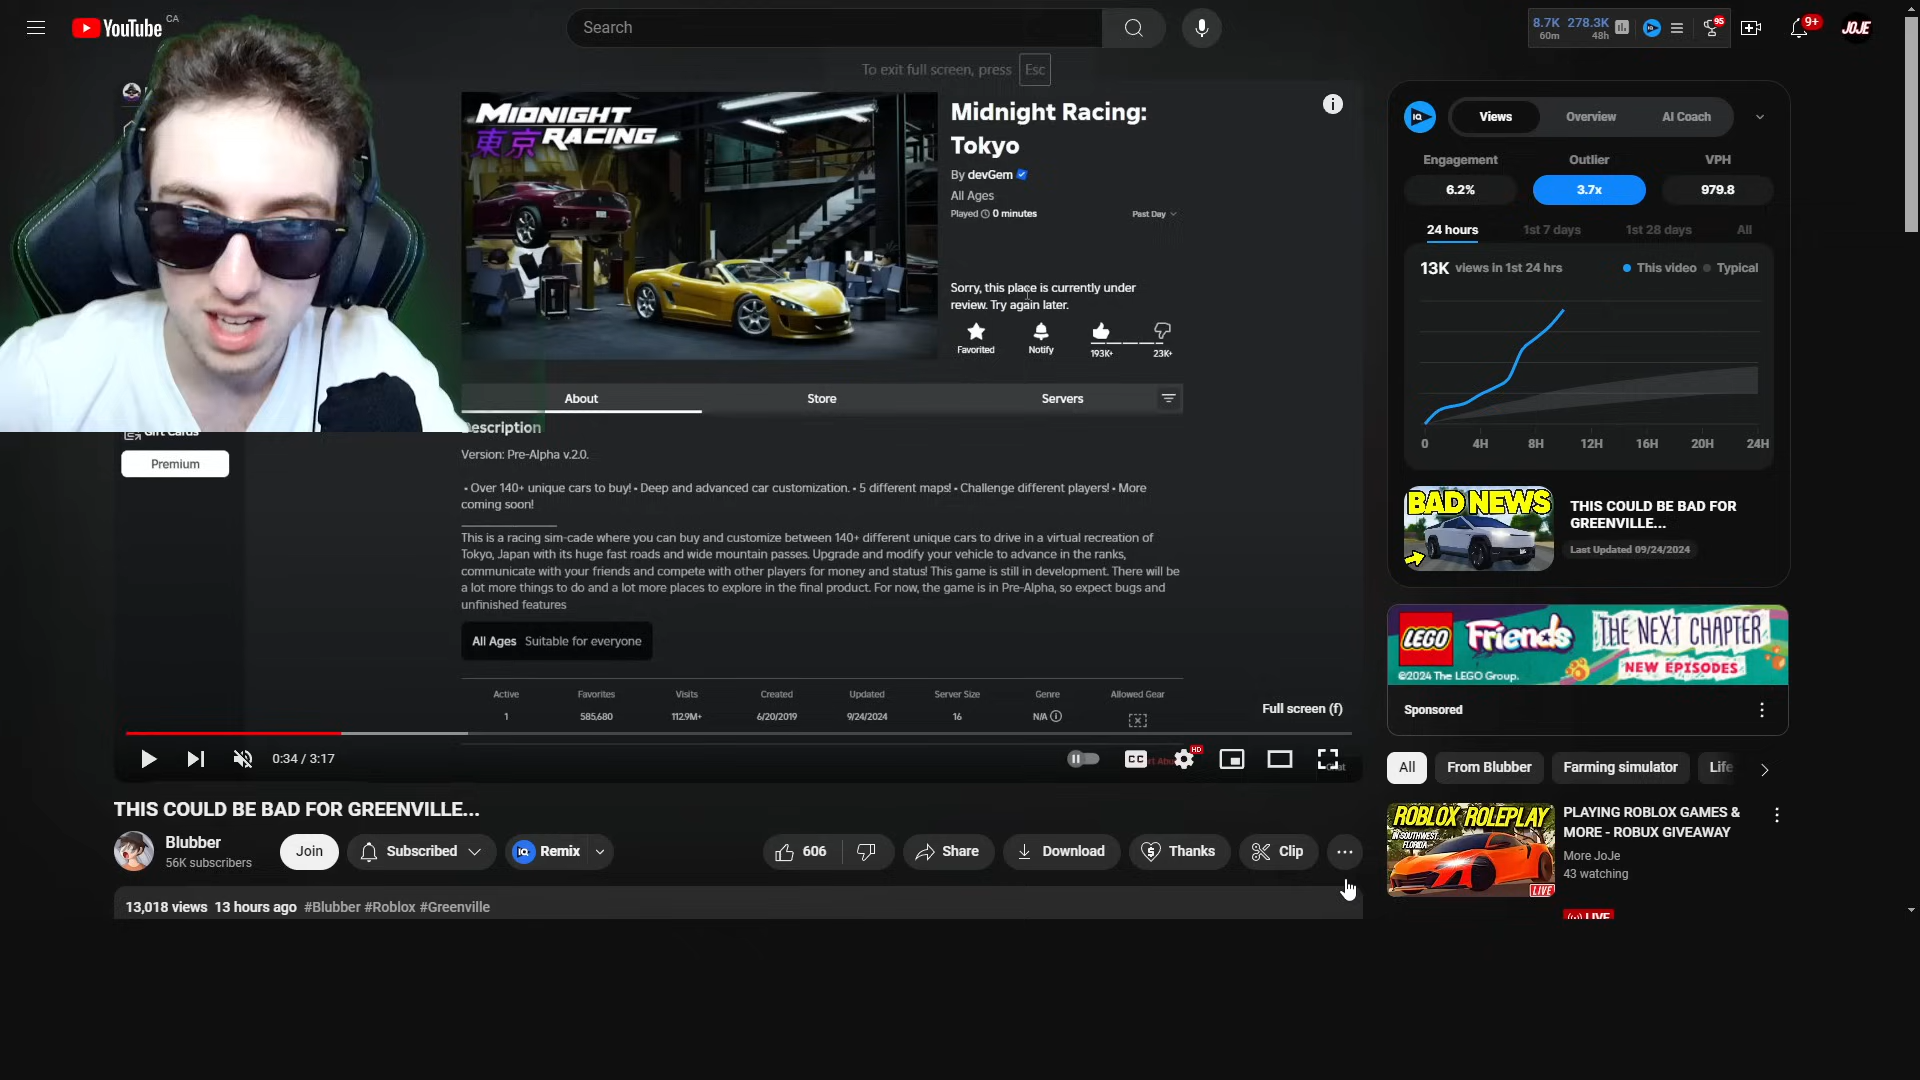 YouTube CA
Search
8.7K 278.3K
60m 48h
95
9+
JOJE
To exit full screen, press Esc
MIDNIGHT
東京 RACING
Midnight Racing:
Tokyo
By devGem
All Ages
Played 0 minutes
Past Day
Sorry, this place is currently under
review. Try again later.
Favorited Notify 193K+ 23K+
About Store Servers
Premium
Description
Version: Pre-Alpha v.2.0.
• Over 140+ unique cars to buy! • Deep and advanced car customization. • 5 different maps! • Challenge different players! • More
coming soon!
This is a racing sim-cade where you can buy and customize between 140+ different unique cars to drive in a virtual recreation of
Tokyo, Japan with its huge fast roads and wide mountain passes. Upgrade and modify your vehicle to advance in the ranks,
communicate with your friends and compete with other players for money and status! This game is still in development. There will be
a lot more things to do and a lot more places to explore in the final product. For now, the game is in Pre-Alpha, so expect bugs and
unfinished features
All Ages Suitable for everyone
Active Favorites Visits Created Updated Server Size Genre Allowed Gear
1 585,680 112.9M+ 6/20/2019 9/24/2024 16 N/A
Full screen (f)
0:34 / 3:17
CC
HD
THIS COULD BE BAD FOR GREENVILLE...
Blubber
56K subscribers
Join
Subscribed
IQ Remix
606
Share
Download
Thanks
Clip
13,018 views 13 hours ago #Blubber #Roblox #Greenville
IQ
Views Overview AI Coach
Engagement Outlier VPH
6.2% 3.7x 979.8
24 hours 1st 7 days 1st 28 days All
13K views in 1st 24 hrs
This video Typical
0 4H 8H 12H 16H 20H 24H
BAD NEWS
THIS COULD BE BAD FOR
GREENVILLE...
Last Updated 09/24/2024
LEGO Friends THE NEXT CHAPTER
NEW EPISODES
©2024 The LEGO Group.
Sponsored
All From Blubber Farming simulator Life
ROBLOX ROLEPLAY
IN SOUTHWEST,
FLORIDA
LIVE
PLAYING ROBLOX GAMES &
MORE - ROBUX GIVEAWAY
More JoJe
43 watching
LIVE